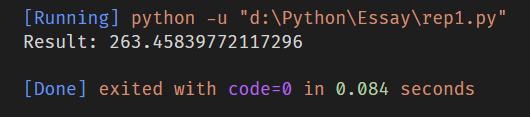 [Running] python -u "d:\Python\Essay\rep1.py"
Result: 263.45839772117296
[Done] exited with code=0 in 0.084 seconds